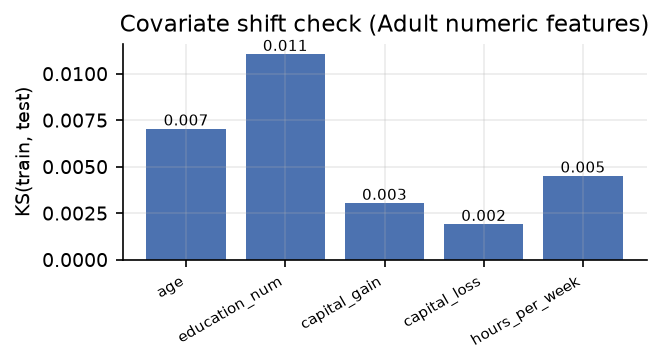 Covariate shift check (Adult numeric features)
KS(train, test)
0.0100
0.0075
0.0050
0.0025
0.0000
0.007
0.011
0.003
0.002
0.005
age
education_num
capital_gain
capital_loss
hours_per_week